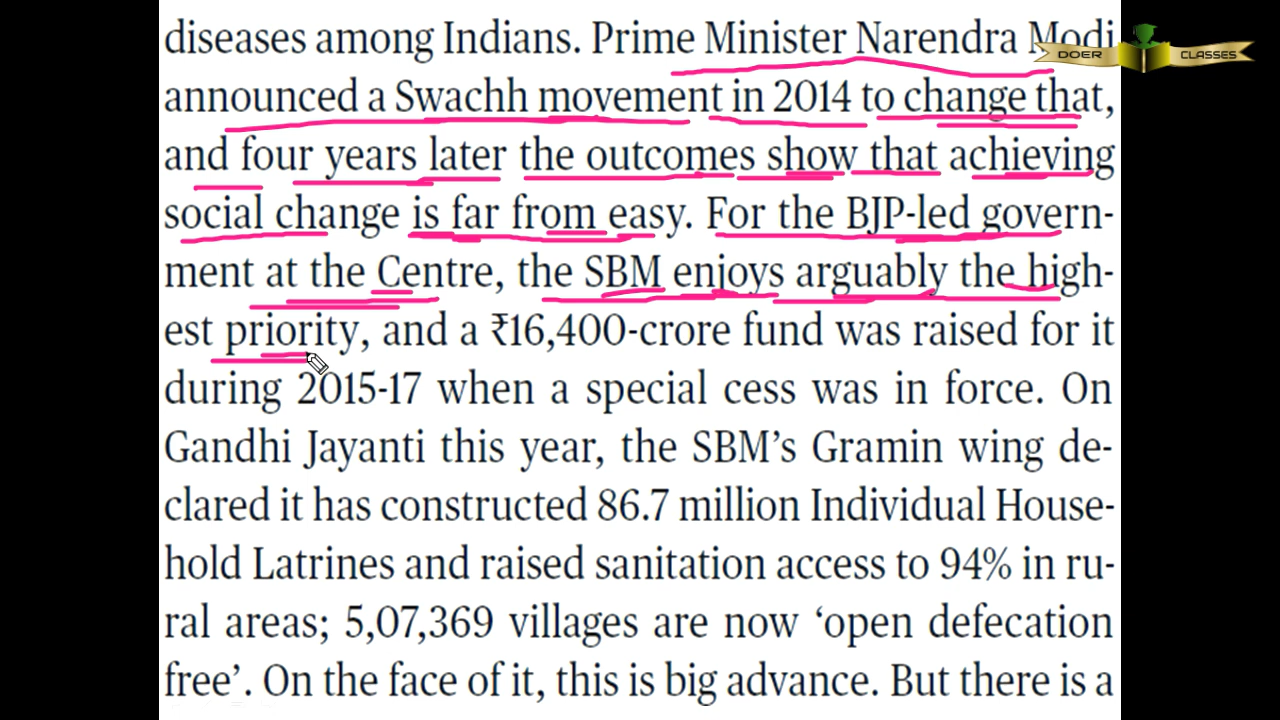 diseases among Indians. Prime Minister Narendra Modi
DOER CLASSES
announced a Swachh movement in 2014 to change that,
and four years later the outcomes show that achieving
social change is far from easy. For the BJP-led govern-
ment at the Centre, the SBM enjoys arguably the high-
est priority, and a ₹16,400-crore fund was raised for it
during 2015-17 when a special cess was in force. On
Gandhi Jayanti this year, the SBM’s Gramin wing de-
clared it has constructed 86.7 million Individual House-
hold Latrines and raised sanitation access to 94% in ru-
ral areas; 5,07,369 villages are now ‘open defecation
free’. On the face of it, this is big advance. But there is a